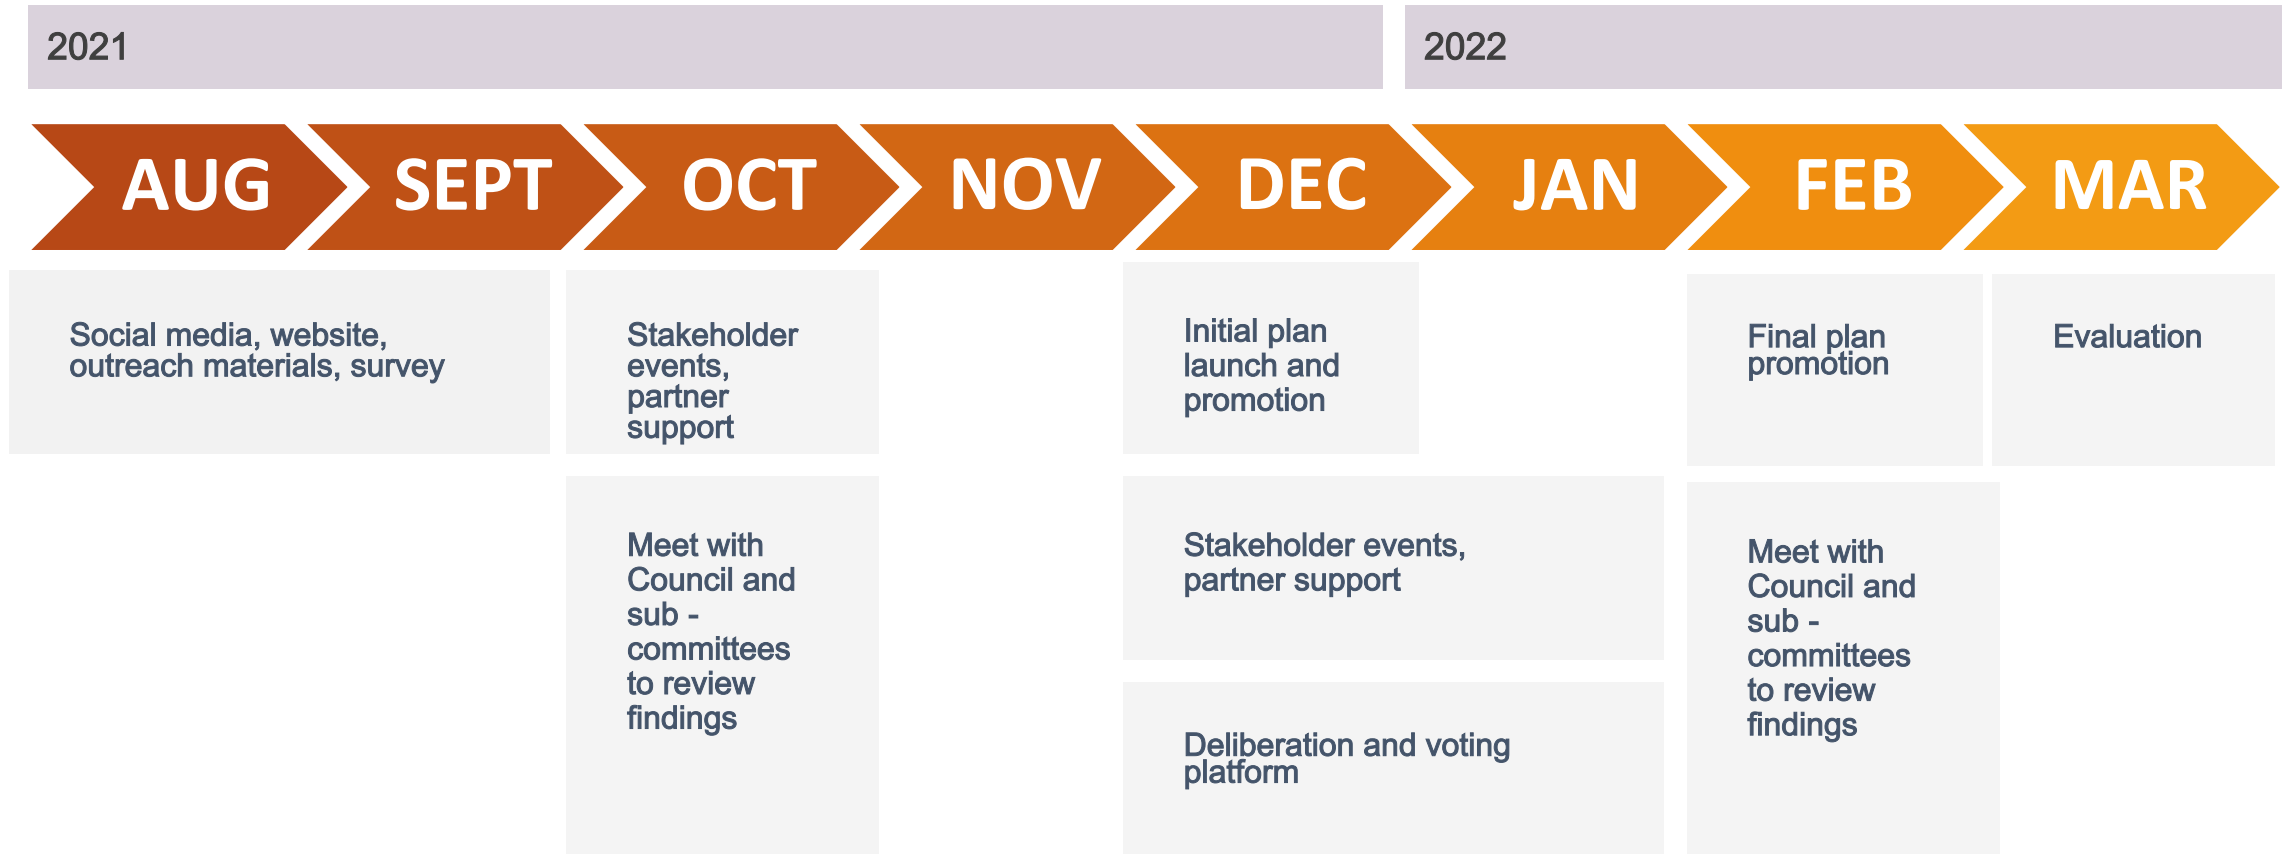 2021
2022
AUG
SEPT
OCT
NOV
DEC
JAN
FEB
MAR
Social media, website,
outreach materials, survey
Stakeholder
events,
partner
support
Initial plan
launch and
promotion
Final plan
promotion
Evaluation
Meet with
Council and
sub -
committees
to review
findings
Stakeholder events,
partner support
Deliberation and voting
platform
Meet with
Council and
sub -
committees
to review
findings